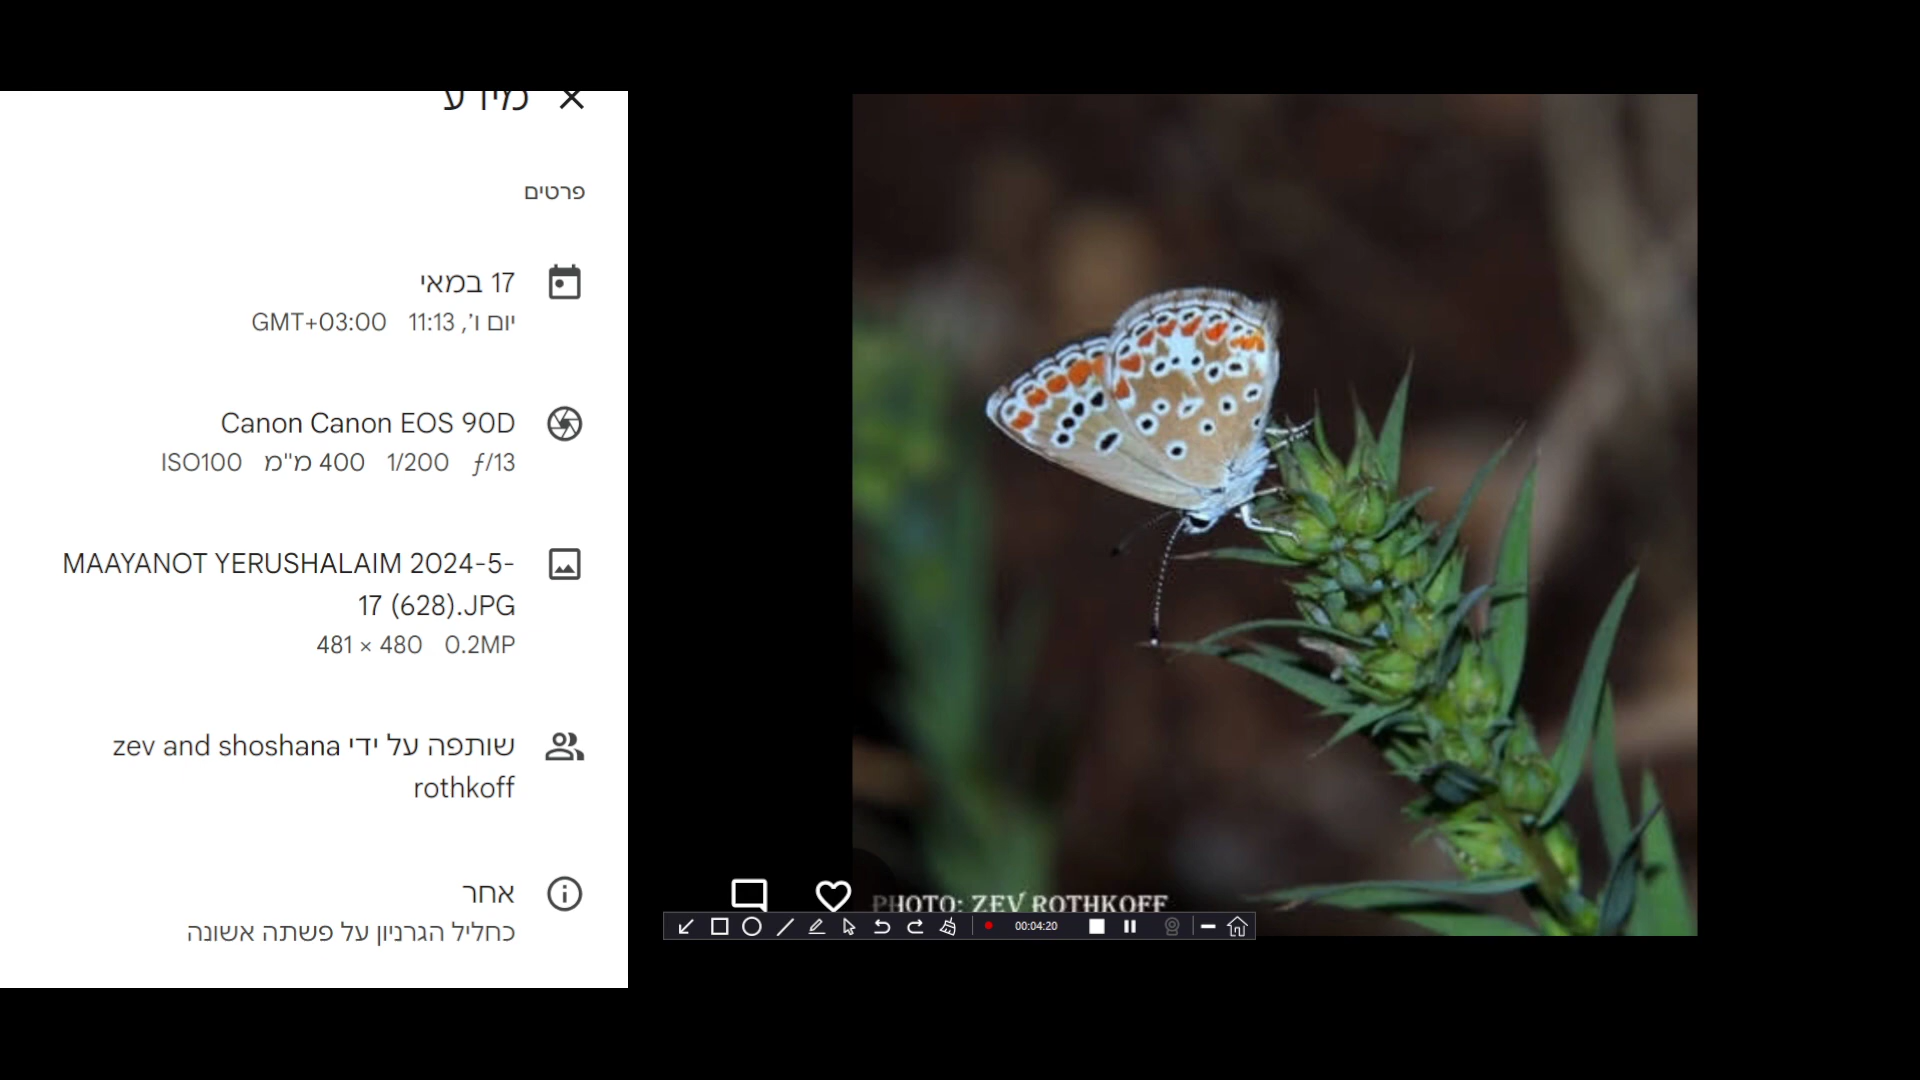 מידע
פרטים
17 במאי
יום ו׳, 11:13 GMT+03:00
Canon Canon EOS 90D
ƒ/13 1/200 400 מ"מ ISO100
MAAYANOT YERUSHALAIM 2024-5-
17 (628).JPG
481 × 480 0.2MP
שותפה על ידי zev and shoshana
rothkoff
אחר
כחליל הגרניון על פשתה אשונה
PHOTO: ZEV ROTHKOFF
00:04:20